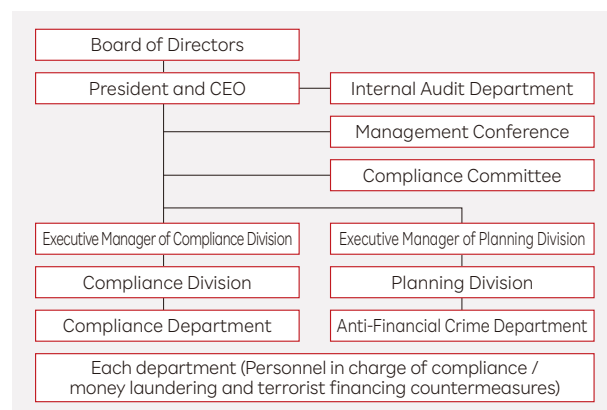 Board of Directors
President and CEO
Internal Audit Department
Management Conference
Compliance Committee
Executive Manager of Compliance Division
Executive Manager of Planning Division
Compliance Division
Planning Division
Compliance Department
Anti-Financial Crime Department
Each department (Personnel in charge of compliance /
money laundering and terrorist financing countermeasures)